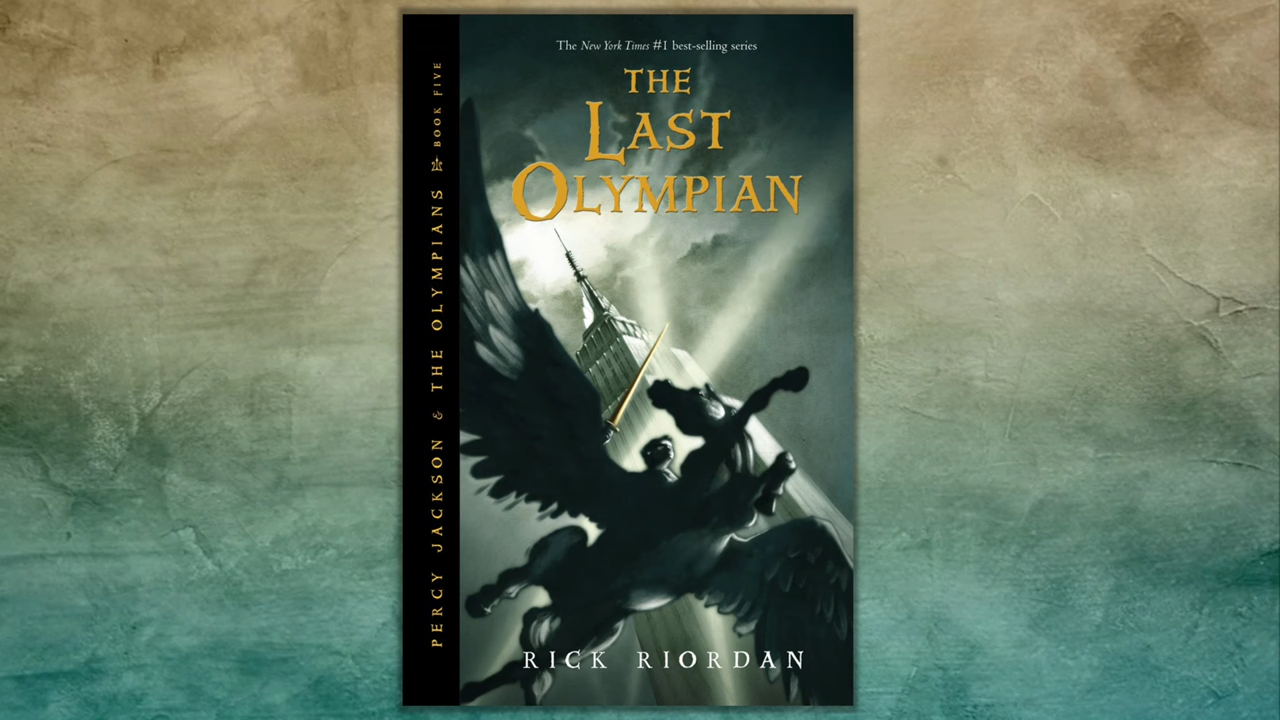 The New York Times #1 best-selling series
THE
LAST
OLYMPIAN
RICK RIORDAN
PERCY JACKSON & THE OLYMPIANS BOOK FIVE